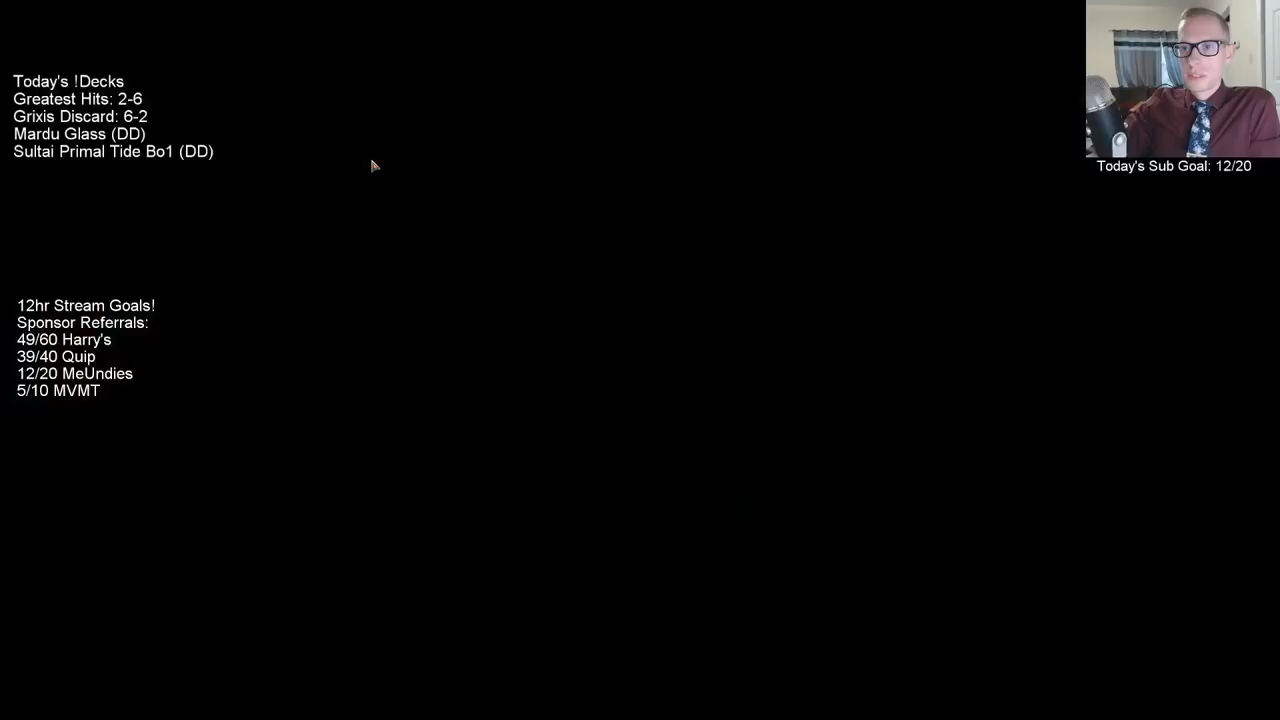 Today's !Decks
Greatest Hits: 2-6
Grixis Discard: 6-2
Mardu Glass (DD)
Sultai Primal Tide Bo1 (DD)
Today's Sub Goal: 12/20
12hr Stream Goals!
Sponsor Referrals:
49/60 Harry's
39/40 Quip
12/20 MeUndies
5/10 MVMT